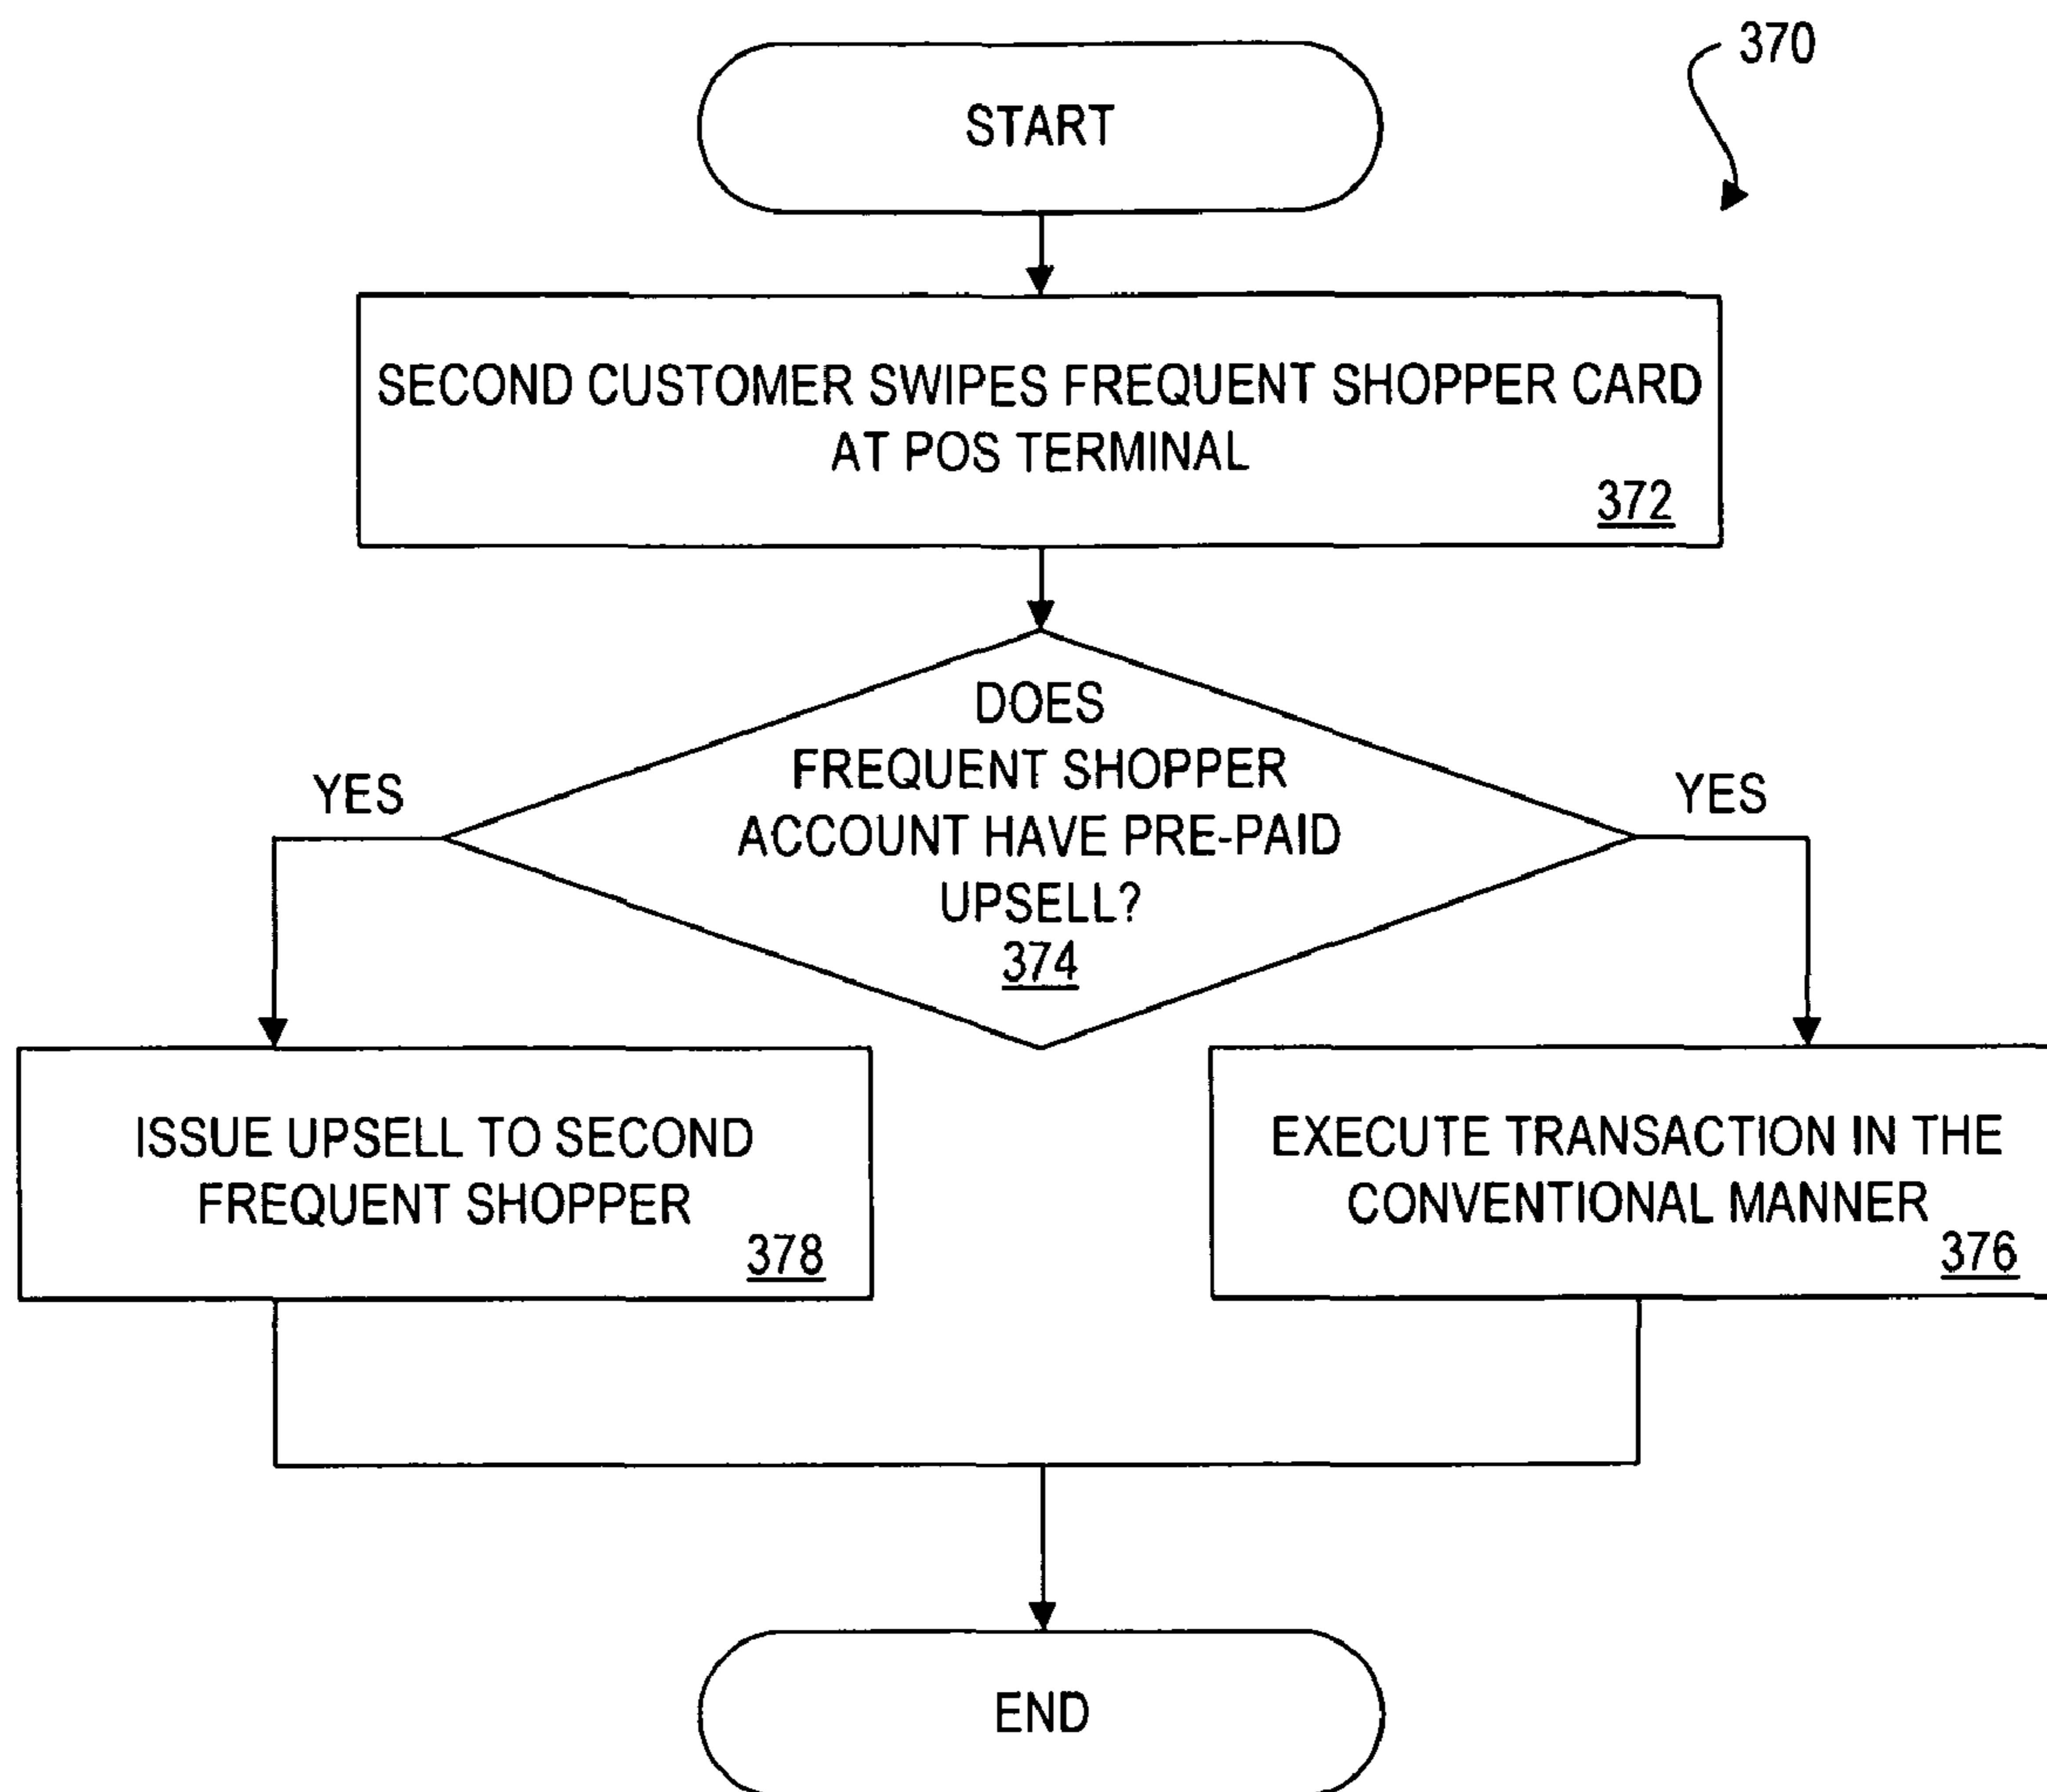 370
START
SECOND CUSTOMER SWIPES FREQUENT SHOPPER CARD
AT POS TERMINAL
372
DOES
FREQUENT SHOPPER
ACCOUNT HAVE PRE-PAID
UPSELL?
374
YES
YES
ISSUE UPSELL TO SECOND
FREQUENT SHOPPER
378
EXECUTE TRANSACTION IN THE
CONVENTIONAL MANNER
376
END